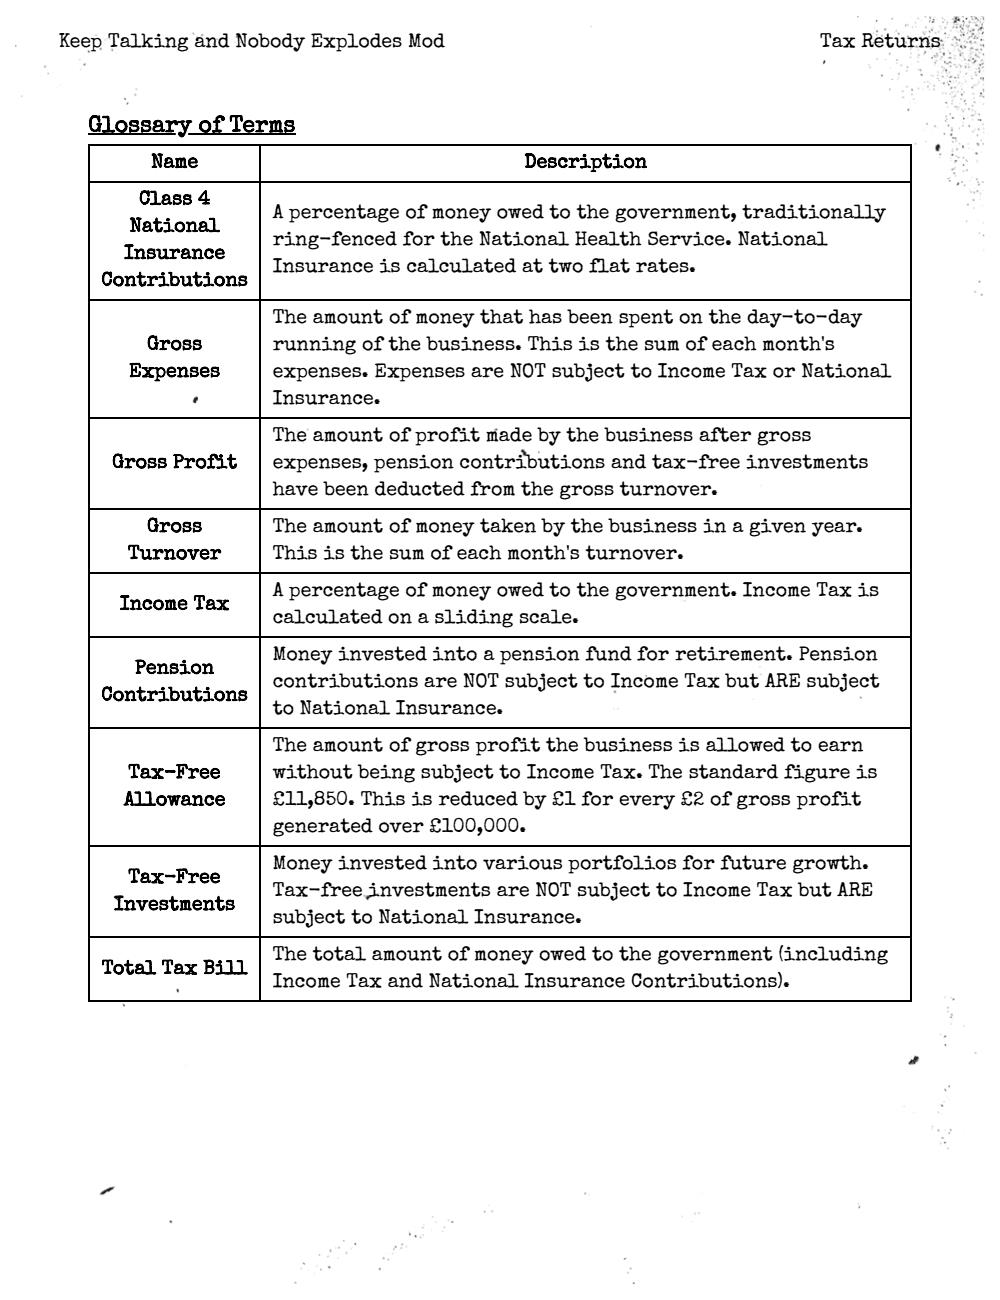 Keep Talking and Nobody Explodes Mod
Tax Returns
Glossary of Terms
Name
Description
Class 4
National
Insurance
Contributions
A percentage of money owed to the government, traditionally
ring-fenced for the National Health Service. National
Insurance is calculated at two flat rates.
Gross
Expenses
The amount of money that has been spent on the day-to-day
running of the business. This is the sum of each month's
expenses. Expenses are NOT subject to Income Tax or National
Insurance.
Gross Profit
The amount of profit made by the business after gross
expenses, pension contributions and tax-free investments
have been deducted from the gross turnover.
Gross
Turnover
The amount of money taken by the business in a given year.
This is the sum of each month's turnover.
Income Tax
A percentage of money owed to the government. Income Tax is
calculated on a sliding scale.
Pension
Contributions
Money invested into a pension fund for retirement. Pension
contributions are NOT subject to Income Tax but ARE subject
to National Insurance.
Tax-Free
Allowance
The amount of gross profit the business is allowed to earn
without being subject to Income Tax. The standard figure is
£11,850. This is reduced by £1 for every £2 of gross profit
generated over £100,000.
Tax-Free
Investments
Money invested into various portfolios for future growth.
Tax-free investments are NOT subject to Income Tax but ARE
subject to National Insurance.
Total Tax Bill
The total amount of money owed to the government (including
Income Tax and National Insurance Contributions).